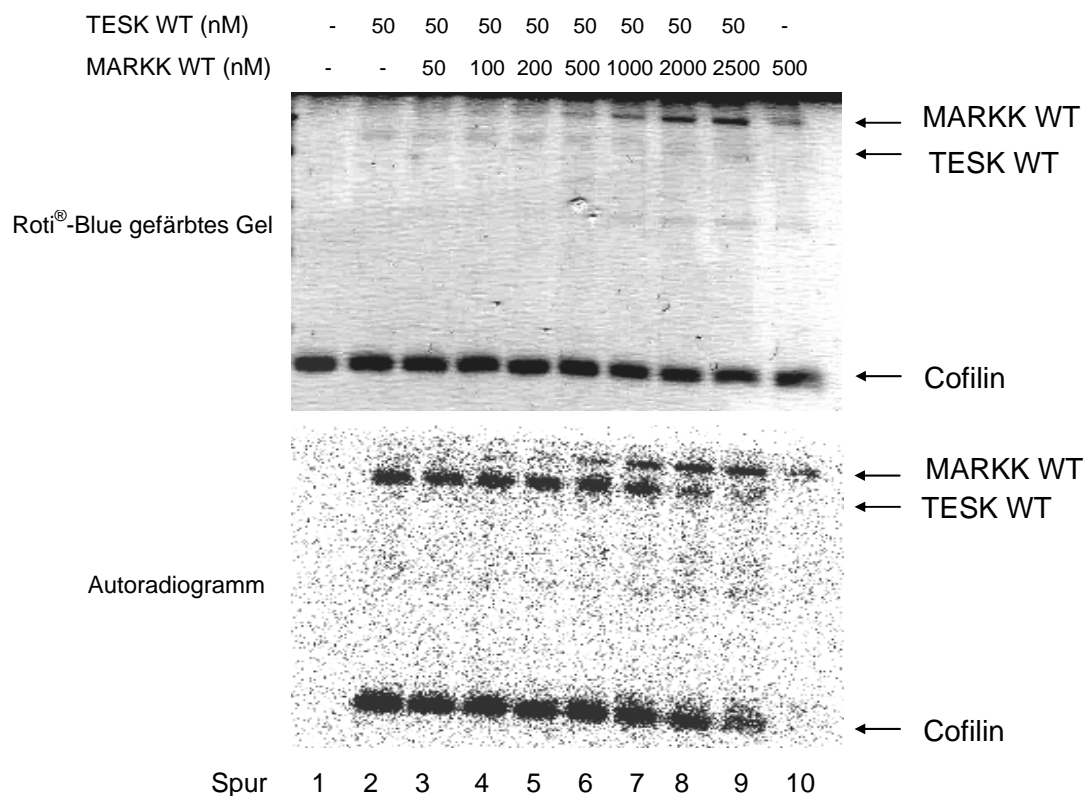 TESK WT (nM) - 50 50 50 50 50 50 50 50 -
MARKK WT (nM) - - 50 100 200 500 1000 2000 2500 500
MARKK WT
TESK WT
Roti®-Blue gefärbtes Gel
Cofilin
MARKK WT
TESK WT
Autoradiogramm
Cofilin
Spur 1 2 3 4 5 6 7 8 9 10